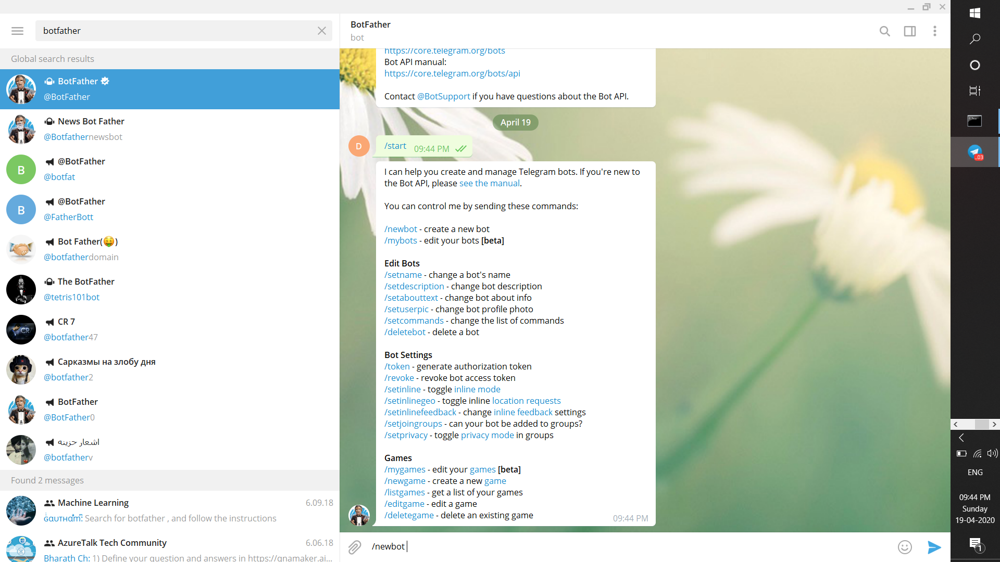 botfather
Global search results
BotFather
@BotFather
News Bot Father
@Botfathernewsbot
B
@BotFather
@botfat
B
@BotFather
@FatherBott
Bot Father(🤑)
@botfatherdomain
The BotFather
@tetris101bot
CR 7
@botfather47
Сарказмы на злобу дня
@botfather2
BotFather
@BotFather0
اشعار حزينه
@botfatherv
Found 2 messages
Machine Learning 6.09.18
Search for botfather , and follow the instructions
AzureTalk Tech Community 6.06.18
Bharath Ch: 1) Define your question and answers in https://qnamaker.ai...
BotFather
bot
https://core.telegram.org/bots
Bot API manual:
https://core.telegram.org/bots/api
Contact @BotSupport if you have questions about the Bot API.
April 19
D
/start 09:44 PM
I can help you create and manage Telegram bots. If you're new to
the Bot API, please see the manual.
You can control me by sending these commands:
/newbot - create a new bot
/mybots - edit your bots [beta]
Edit Bots
/setname - change a bot's name
/setdescription - change bot description
/setabouttext - change bot about info
/setuserpic - change bot profile photo
/setcommands - change the list of commands
/deletebot - delete a bot
Bot Settings
/token - generate authorization token
/revoke - revoke bot access token
/setinline - toggle inline mode
/setinlinegeo - toggle inline location requests
/setinlinefeedback - change inline feedback settings
/setjoingroups - can your bot be added to groups?
/setprivacy - toggle privacy mode in groups
Games
/mygames - edit your games [beta]
/newgame - create a new game
/listgames - get a list of your games
/editgame - edit a game
/deletegame - delete an existing game
09:44 PM
/newbot
..03
ENG
09:44 PM
Sunday
19-04-2020
1